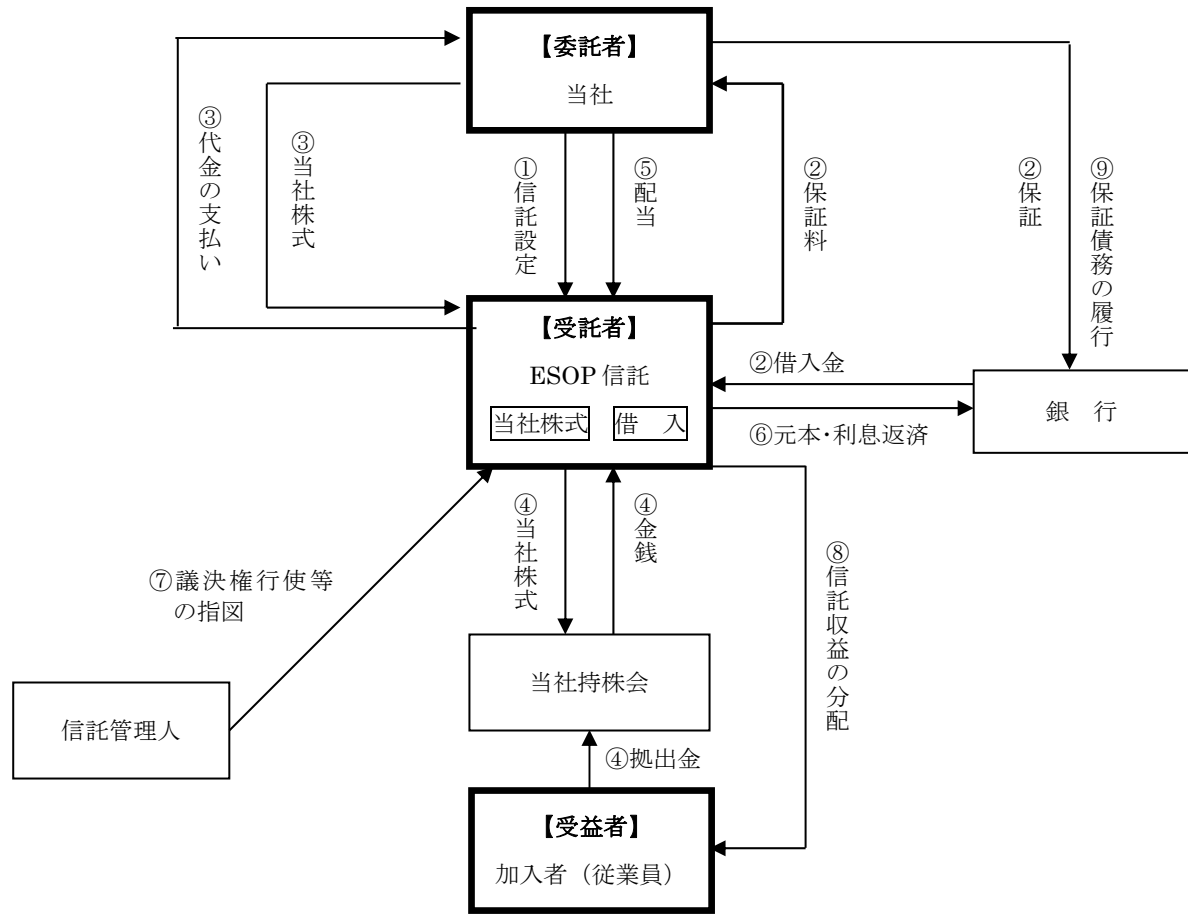 【委託者】
当社
③代金の支払い
③当社株式
①信託設定
⑤配当
②保証料
②保証
⑨保証債務の履行
【受託者】
ESOP 信託
当社株式
借　入
②借入金
⑥元本・利息返済
銀　行
④当社株式
④金銭
⑧信託収益の分配
⑦議決権行使等
の指図
信託管理人
当社持株会
④拠出金
【受益者】
加入者（従業員）